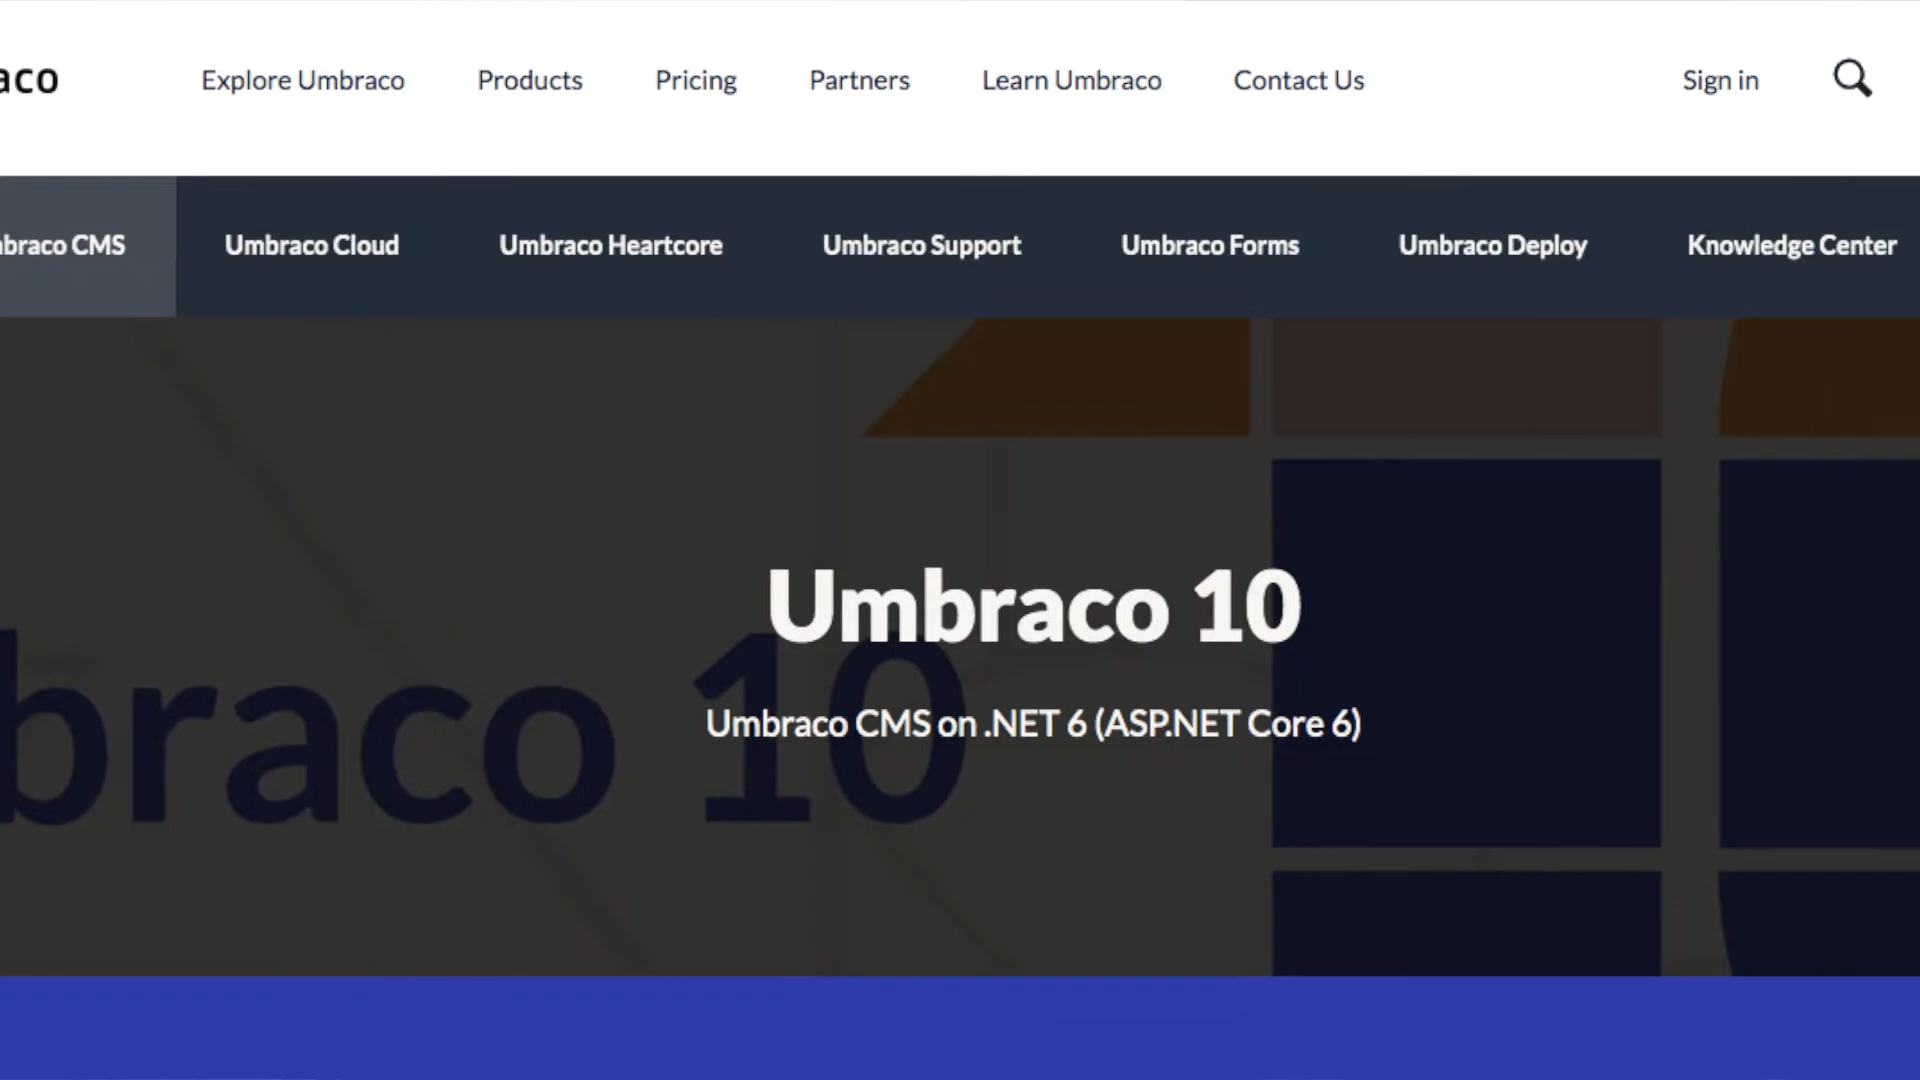 aco Explore Umbraco Products Pricing Partners Learn Umbraco Contact Us Sign in
braco CMS Umbraco Cloud Umbraco Heartcore Umbraco Support Umbraco Forms Umbraco Deploy Knowledge Center
Umbraco 10
braco 10
Umbraco CMS on .NET 6 (ASP.NET Core 6)